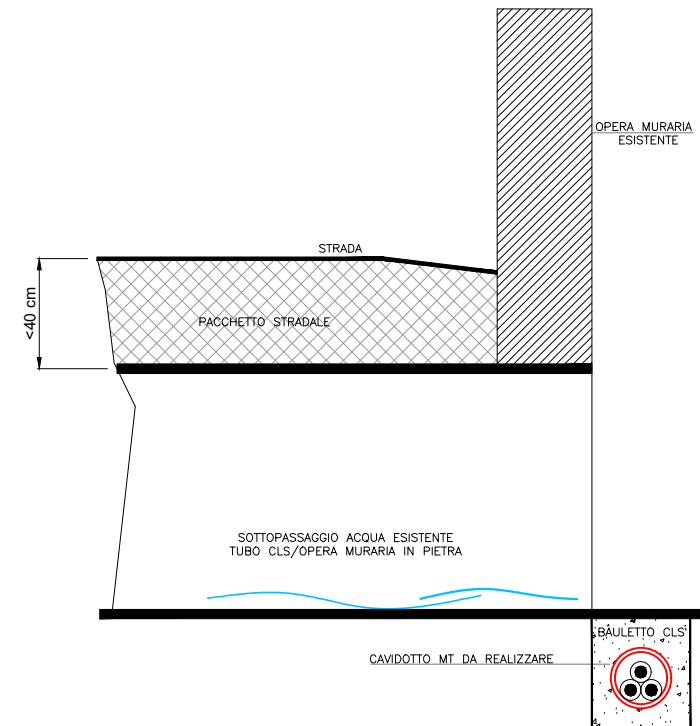 OPERA MURARIA
ESISTENTE
STRADA
<40 cm
PACCHETTO STRADALE
SOTTOPASSAGGIO ACQUA ESISTENTE
TUBO CLS/OPERA MURARIA IN PIETRA
BAULETTO CLS
CAVIDOTTO MT DA REALIZZARE